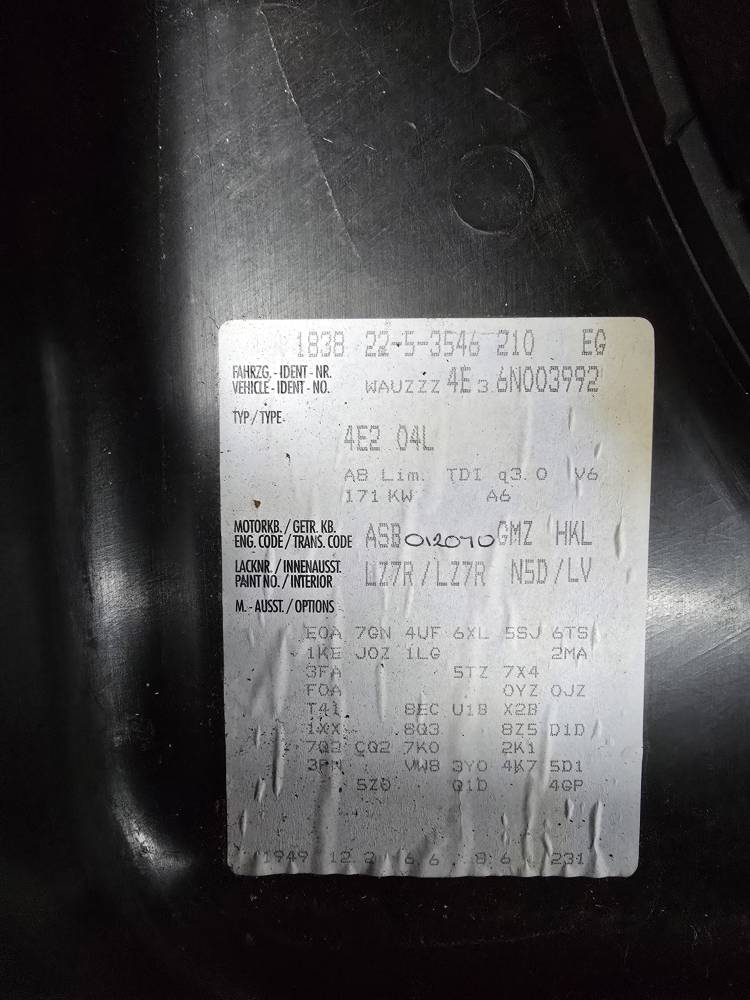 1838 22-5-3546 210 EG
FAHRZG. - IDENT - NR.
VEHICLE - IDENT - NO. WAUZZZ 4E 3 6N003992
TYP / TYPE
4E2 04L
A8 Lim. TDI q3.0 V6
171 KW A6
MOTORKB. / GETR. KB.
ENG. CODE / TRANS. CODE ASB 012040 GMZ HKL
LACKNR. / INNENAUSST.
PAINT NO. / INTERIOR LZ7R / LZ7R N5D / LV
M. - AUSST. / OPTIONS
E0A 7GN 4UF 6XL 5SJ 6TS
1KE J0Z 1LG 2MA
3FA 5TZ 7X4
F0A 0YZ 0JZ
T41 8EC U1B X2B
1XX 8Q3 8Z5 D1D
7Q2 CQ2 7K0 2K1
3PN VW8 3Y0 4K7 5D1
5Z0 Q1D 4GP
1949 12.2 6.6 8.6 231